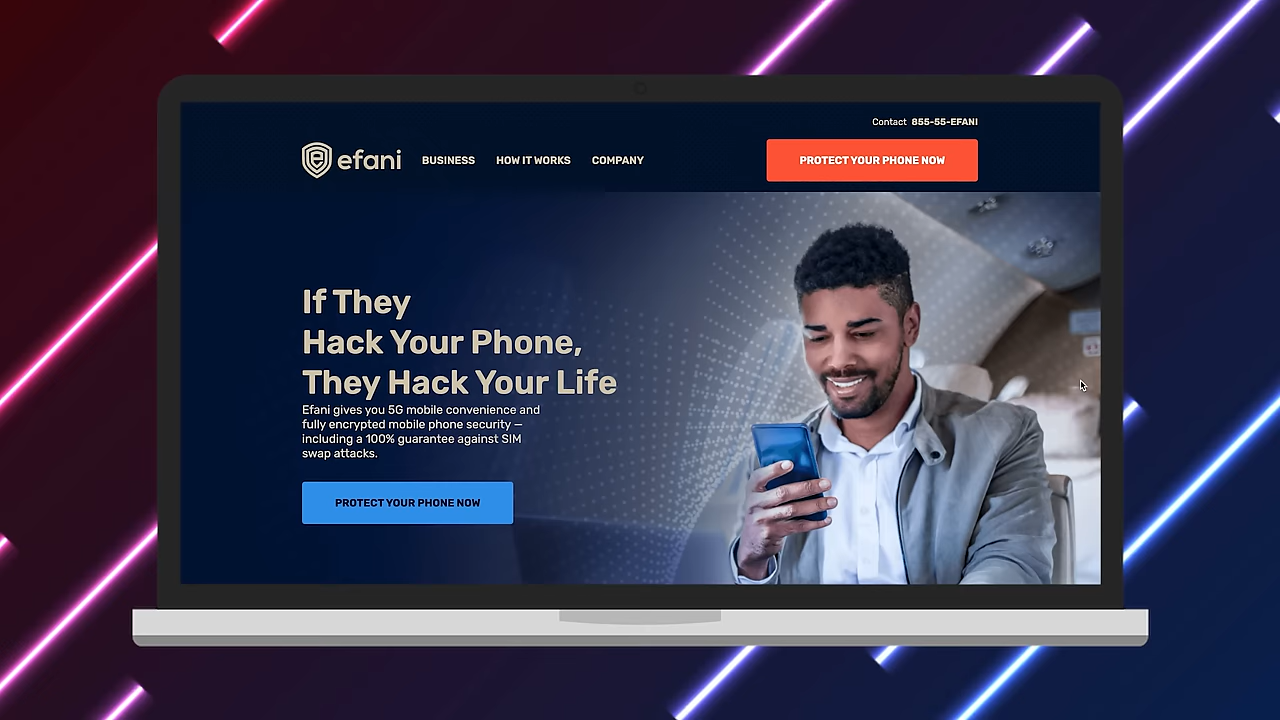 Contact 855-55-EFANI
efani
BUSINESS
HOW IT WORKS
COMPANY
PROTECT YOUR PHONE NOW
If They
Hack Your Phone,
They Hack Your Life
Efani gives you 5G mobile convenience and
fully encrypted mobile phone security —
including a 100% guarantee against SIM
swap attacks.
PROTECT YOUR PHONE NOW